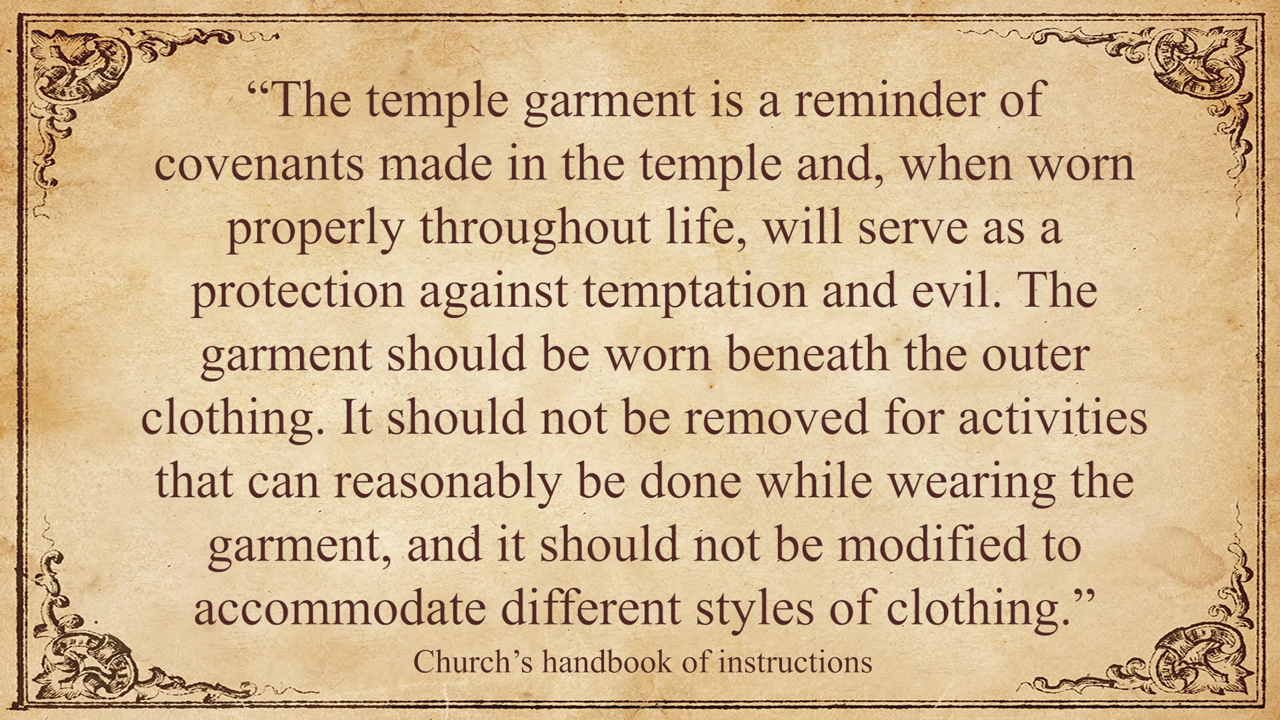 “The temple garment is a reminder of
covenants made in the temple and, when worn
properly throughout life, will serve as a
protection against temptation and evil. The
garment should be worn beneath the outer
clothing. It should not be removed for activities
that can reasonably be done while wearing the
garment, and it should not be modified to
accommodate different styles of clothing.”
Church’s handbook of instructions